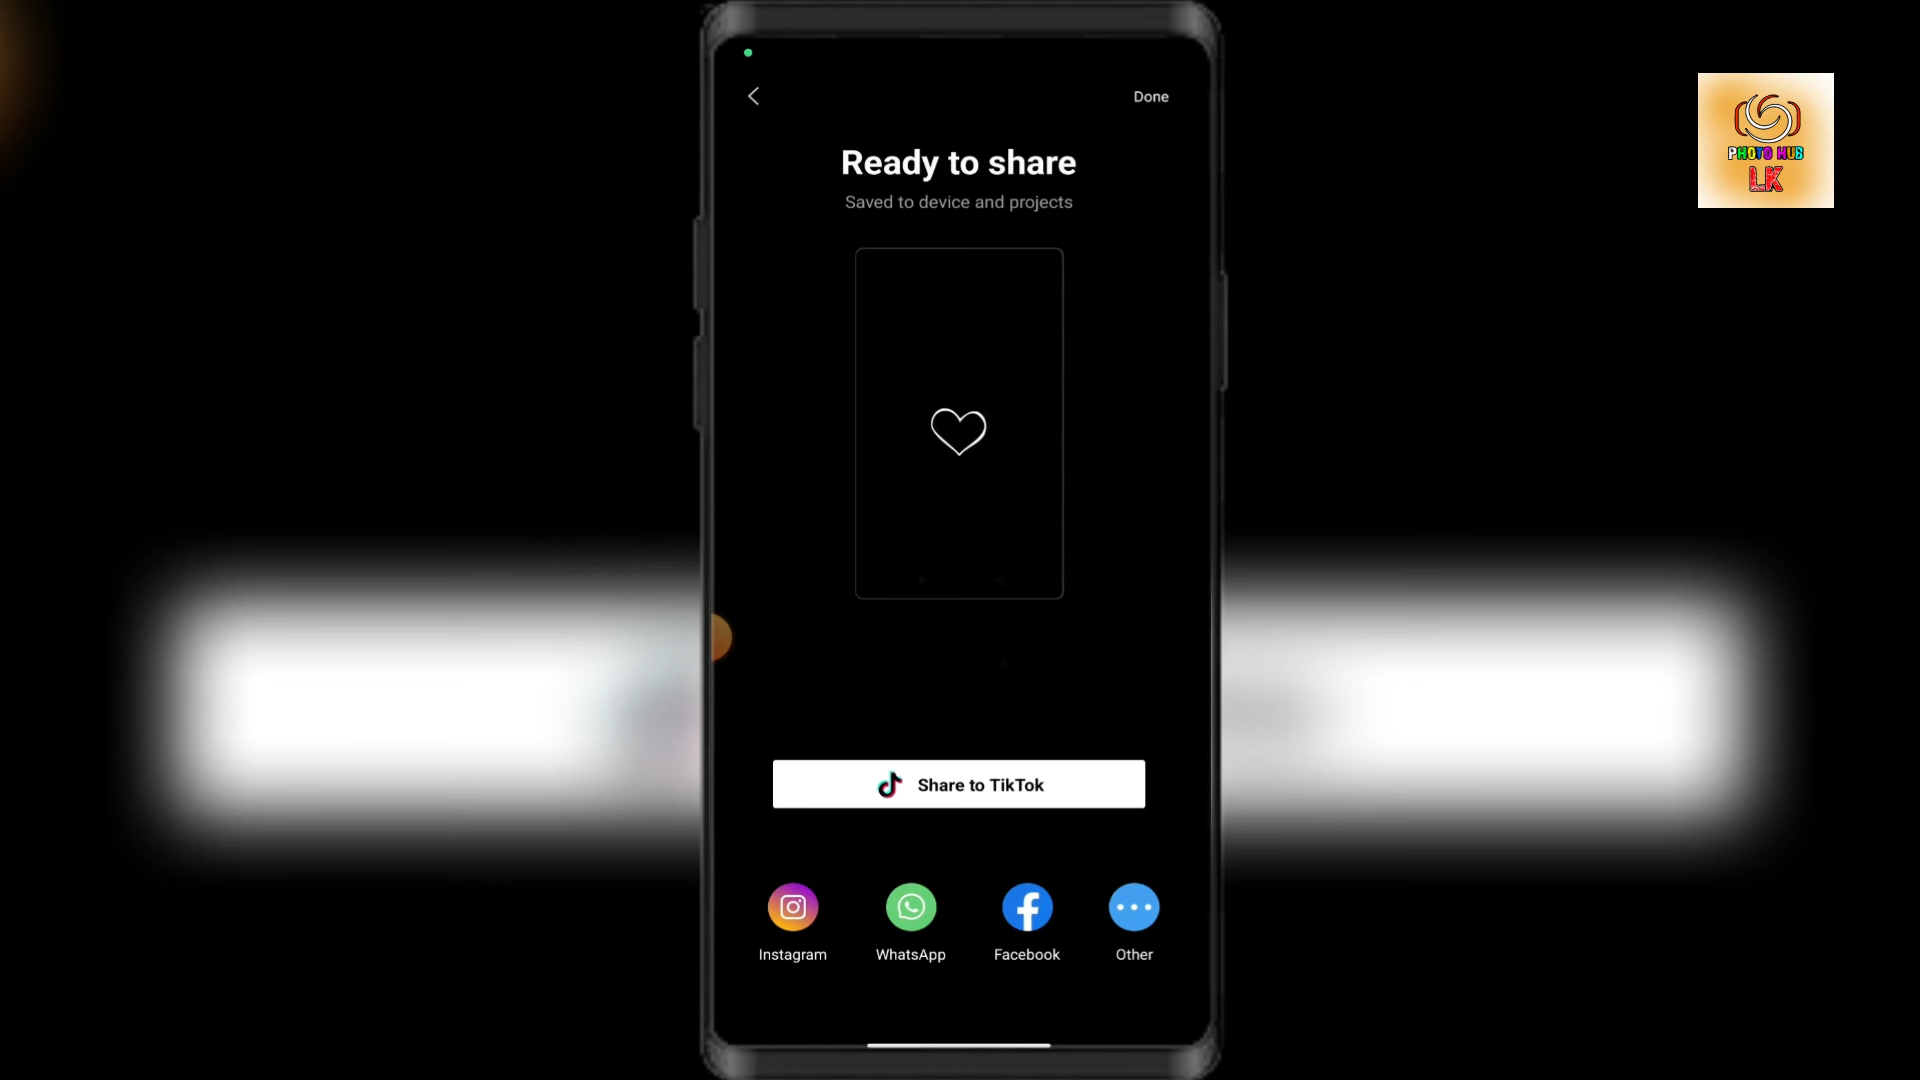 Done
Ready to share
Saved to device and projects
PHOTO HUB
LK
Share to TikTok
Instagram
WhatsApp
Facebook
Other